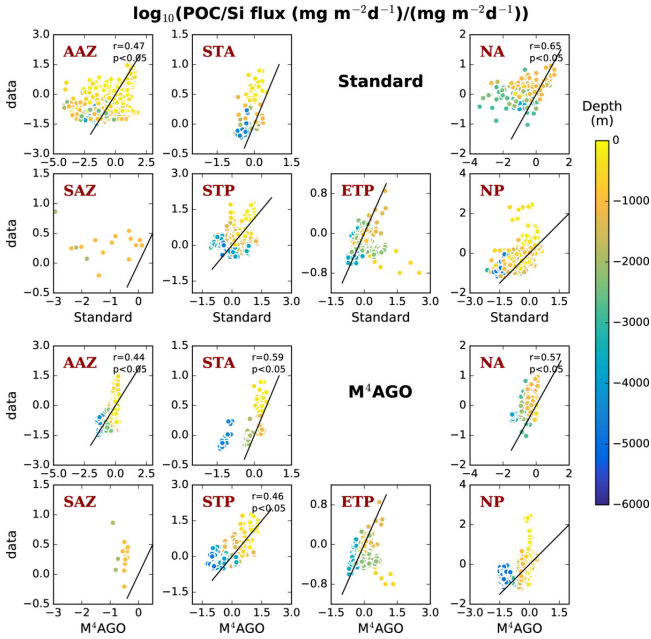 log₁₀(POC/Si flux (mg m⁻²d⁻¹)/(mg m⁻²d⁻¹))
AAZ r=0.47 p<0.05
STA
Standard
NA r=0.65 p<0.05
data
3.0 1.5 0.0 −1.5 −3.0
1.5 1.0 0.5 0.0 −0.5
2 1 0 −1 −2
−5.0 −2.5 0.0 2.5
−3.0 −1.5 0.0 1.5
−4 −2 0 2
Depth
(m)
0
−1000
−2000
−3000
−4000
−5000
−6000
SAZ
STP
ETP
NP
data
1.5 1.0 0.5 0.0 −0.5
3.0 1.5 0.0 −1.5
0.8 0.0 −0.8
4 2 0 −2
−3 −2 −1 0
−1.5 0.0 1.5 3.0
−1.5 0.0 1.5 3.0
−3.0 −1.5 0.0 1.5
Standard
Standard
Standard
Standard
AAZ r=0.44 p<0.05
STA r=0.59 p<0.05
M⁴AGO
NA r=0.57 p<0.05
data
3.0 1.5 0.0 −1.5 −3.0
1.5 1.0 0.5 0.0 −0.5
2 1 0 −1 −2
−5.0 −2.5 0.0 2.5
−3.0 −1.5 0.0 1.5
−4 −2 0 2
SAZ
STP r=0.46 p<0.05
ETP
NP
data
1.5 1.0 0.5 0.0 −0.5
3.0 1.5 0.0 −1.5
0.8 0.0 −0.8
4 2 0 −2
−3 −2 −1 0
−1.5 0.0 1.5 3.0
−1.5 0.0 1.5 3.0
−3.0 −1.5 0.0 1.5
M⁴AGO
M⁴AGO
M⁴AGO
M⁴AGO